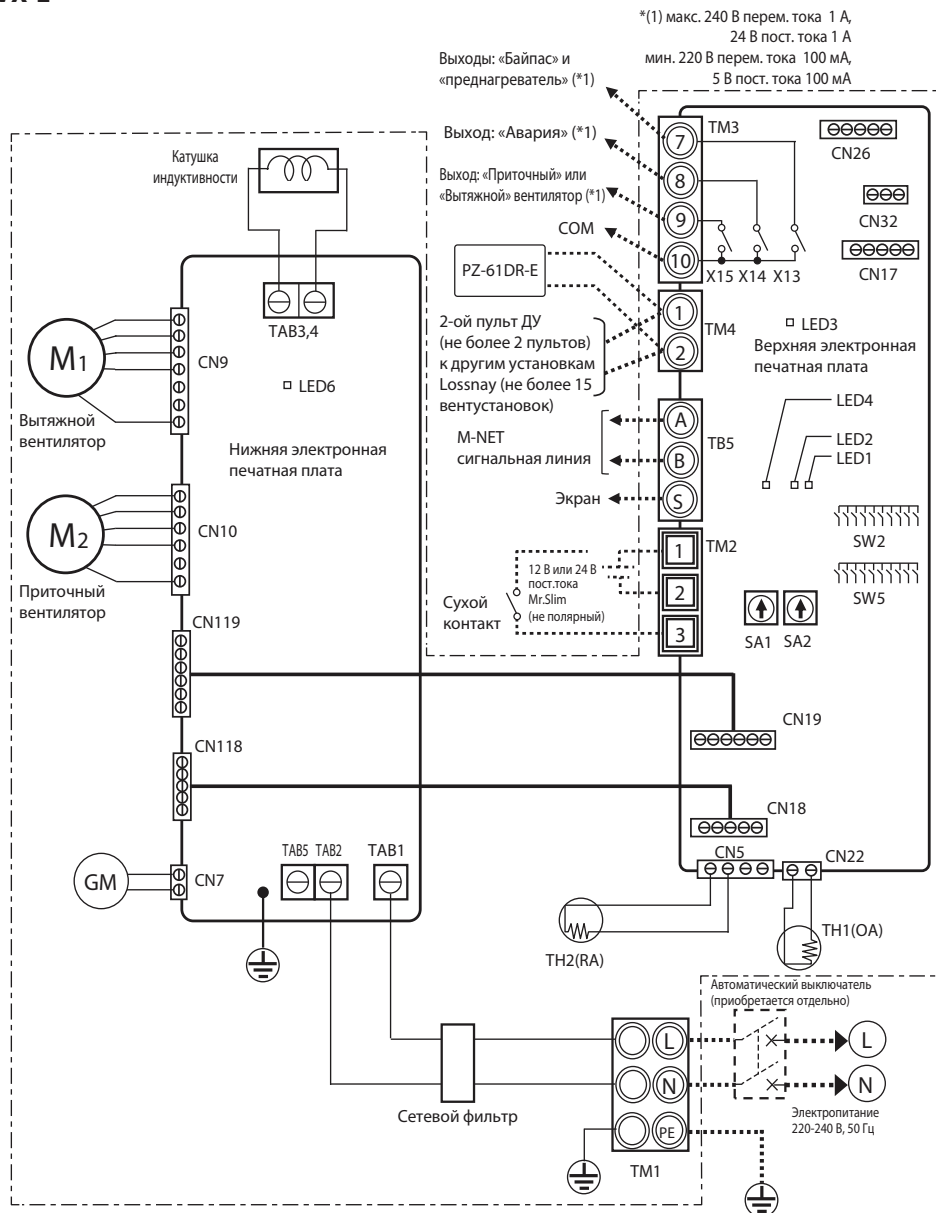 *(1) макс. 240 В перем. тока 1 А,
24 В пост. тока 1 А
мин. 220 В перем. тока 100 мА,
5 В пост. тока 100 мА
Выходы: «Байпас» и
«преднагреватель» (*1)
Выход: «Авария» (*1)
Выход: «Приточный» или
«Вытяжной» вентилятор (*1)
COM
PZ-61DR-E
2-ой пульт ДУ
(не более 2 пультов)
к другим установкам
Lossnay (не более 15
вентустановок)
M-NET
сигнальная линия
Экран
12 В или 24 В
пост.тока
Mr.Slim
(не полярный)
Сухой
контакт
7
8
9
10
TM3
X15 X14 X13
1
2
TM4
A
B
S
TB5
1
2
3
TM2
CN26
CN32
CN17
LED3
Верхняя электронная
печатная плата
LED4
LED2
LED1
SW2
SW5
SA1 SA2
CN19
CN18
CN5
CN22
TH2(RA)
TH1(OA)
Катушка
индуктивности
TAB3,4
M1
Вытяжной
вентилятор
CN9
LED6
Нижняя электронная
печатная плата
M2
Приточный
вентилятор
CN10
CN119
CN118
GM
CN7
TAB5 TAB2 TAB1
Сетевой фильтр
L
N
PE
TM1
Автоматический выключатель
(приобретается отдельно)
L
N
Электропитание
220-240 В, 50 Гц